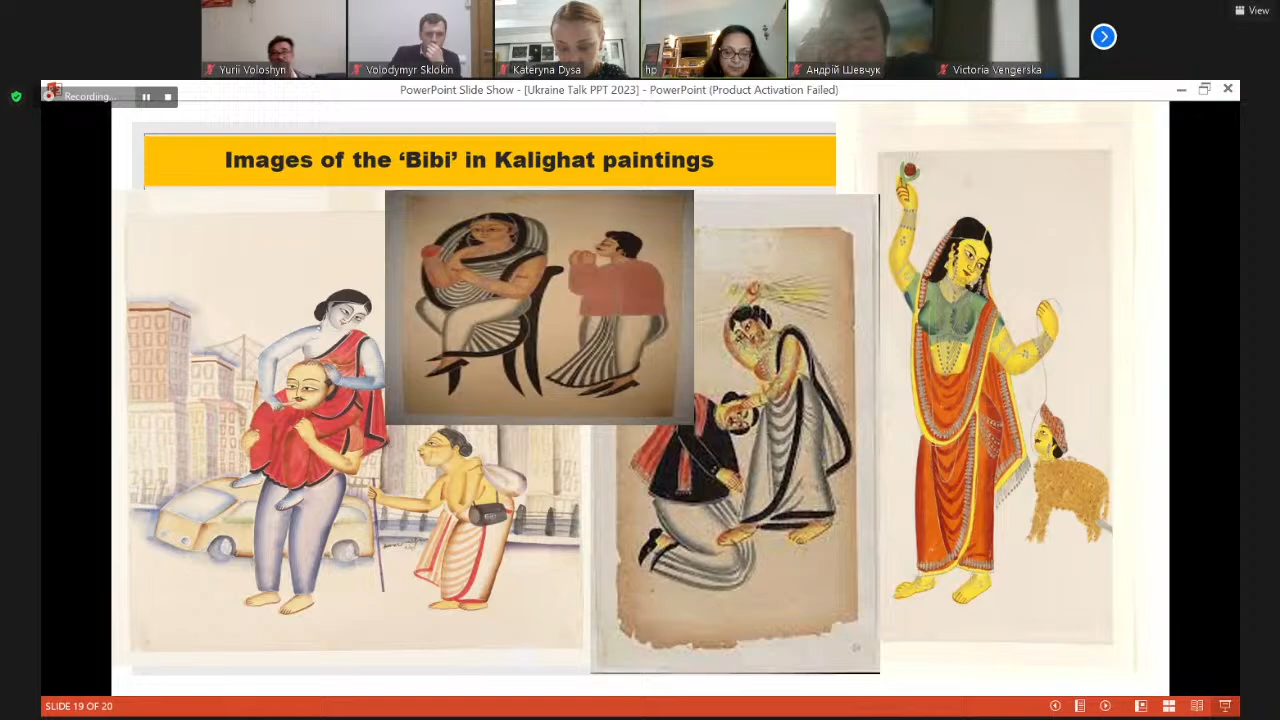 View
Yurii Voloshyn
Volodymyr Sklokin
Kateryna Dysa
hp
Андрій Шевчук
Victoria Vengerska
Recording...
PowerPoint Slide Show - [Ukraine Talk PPT 2023] - PowerPoint (Product Activation Failed)
Images of the ‘Bibi’ in Kalighat paintings
SLIDE 19 OF 20